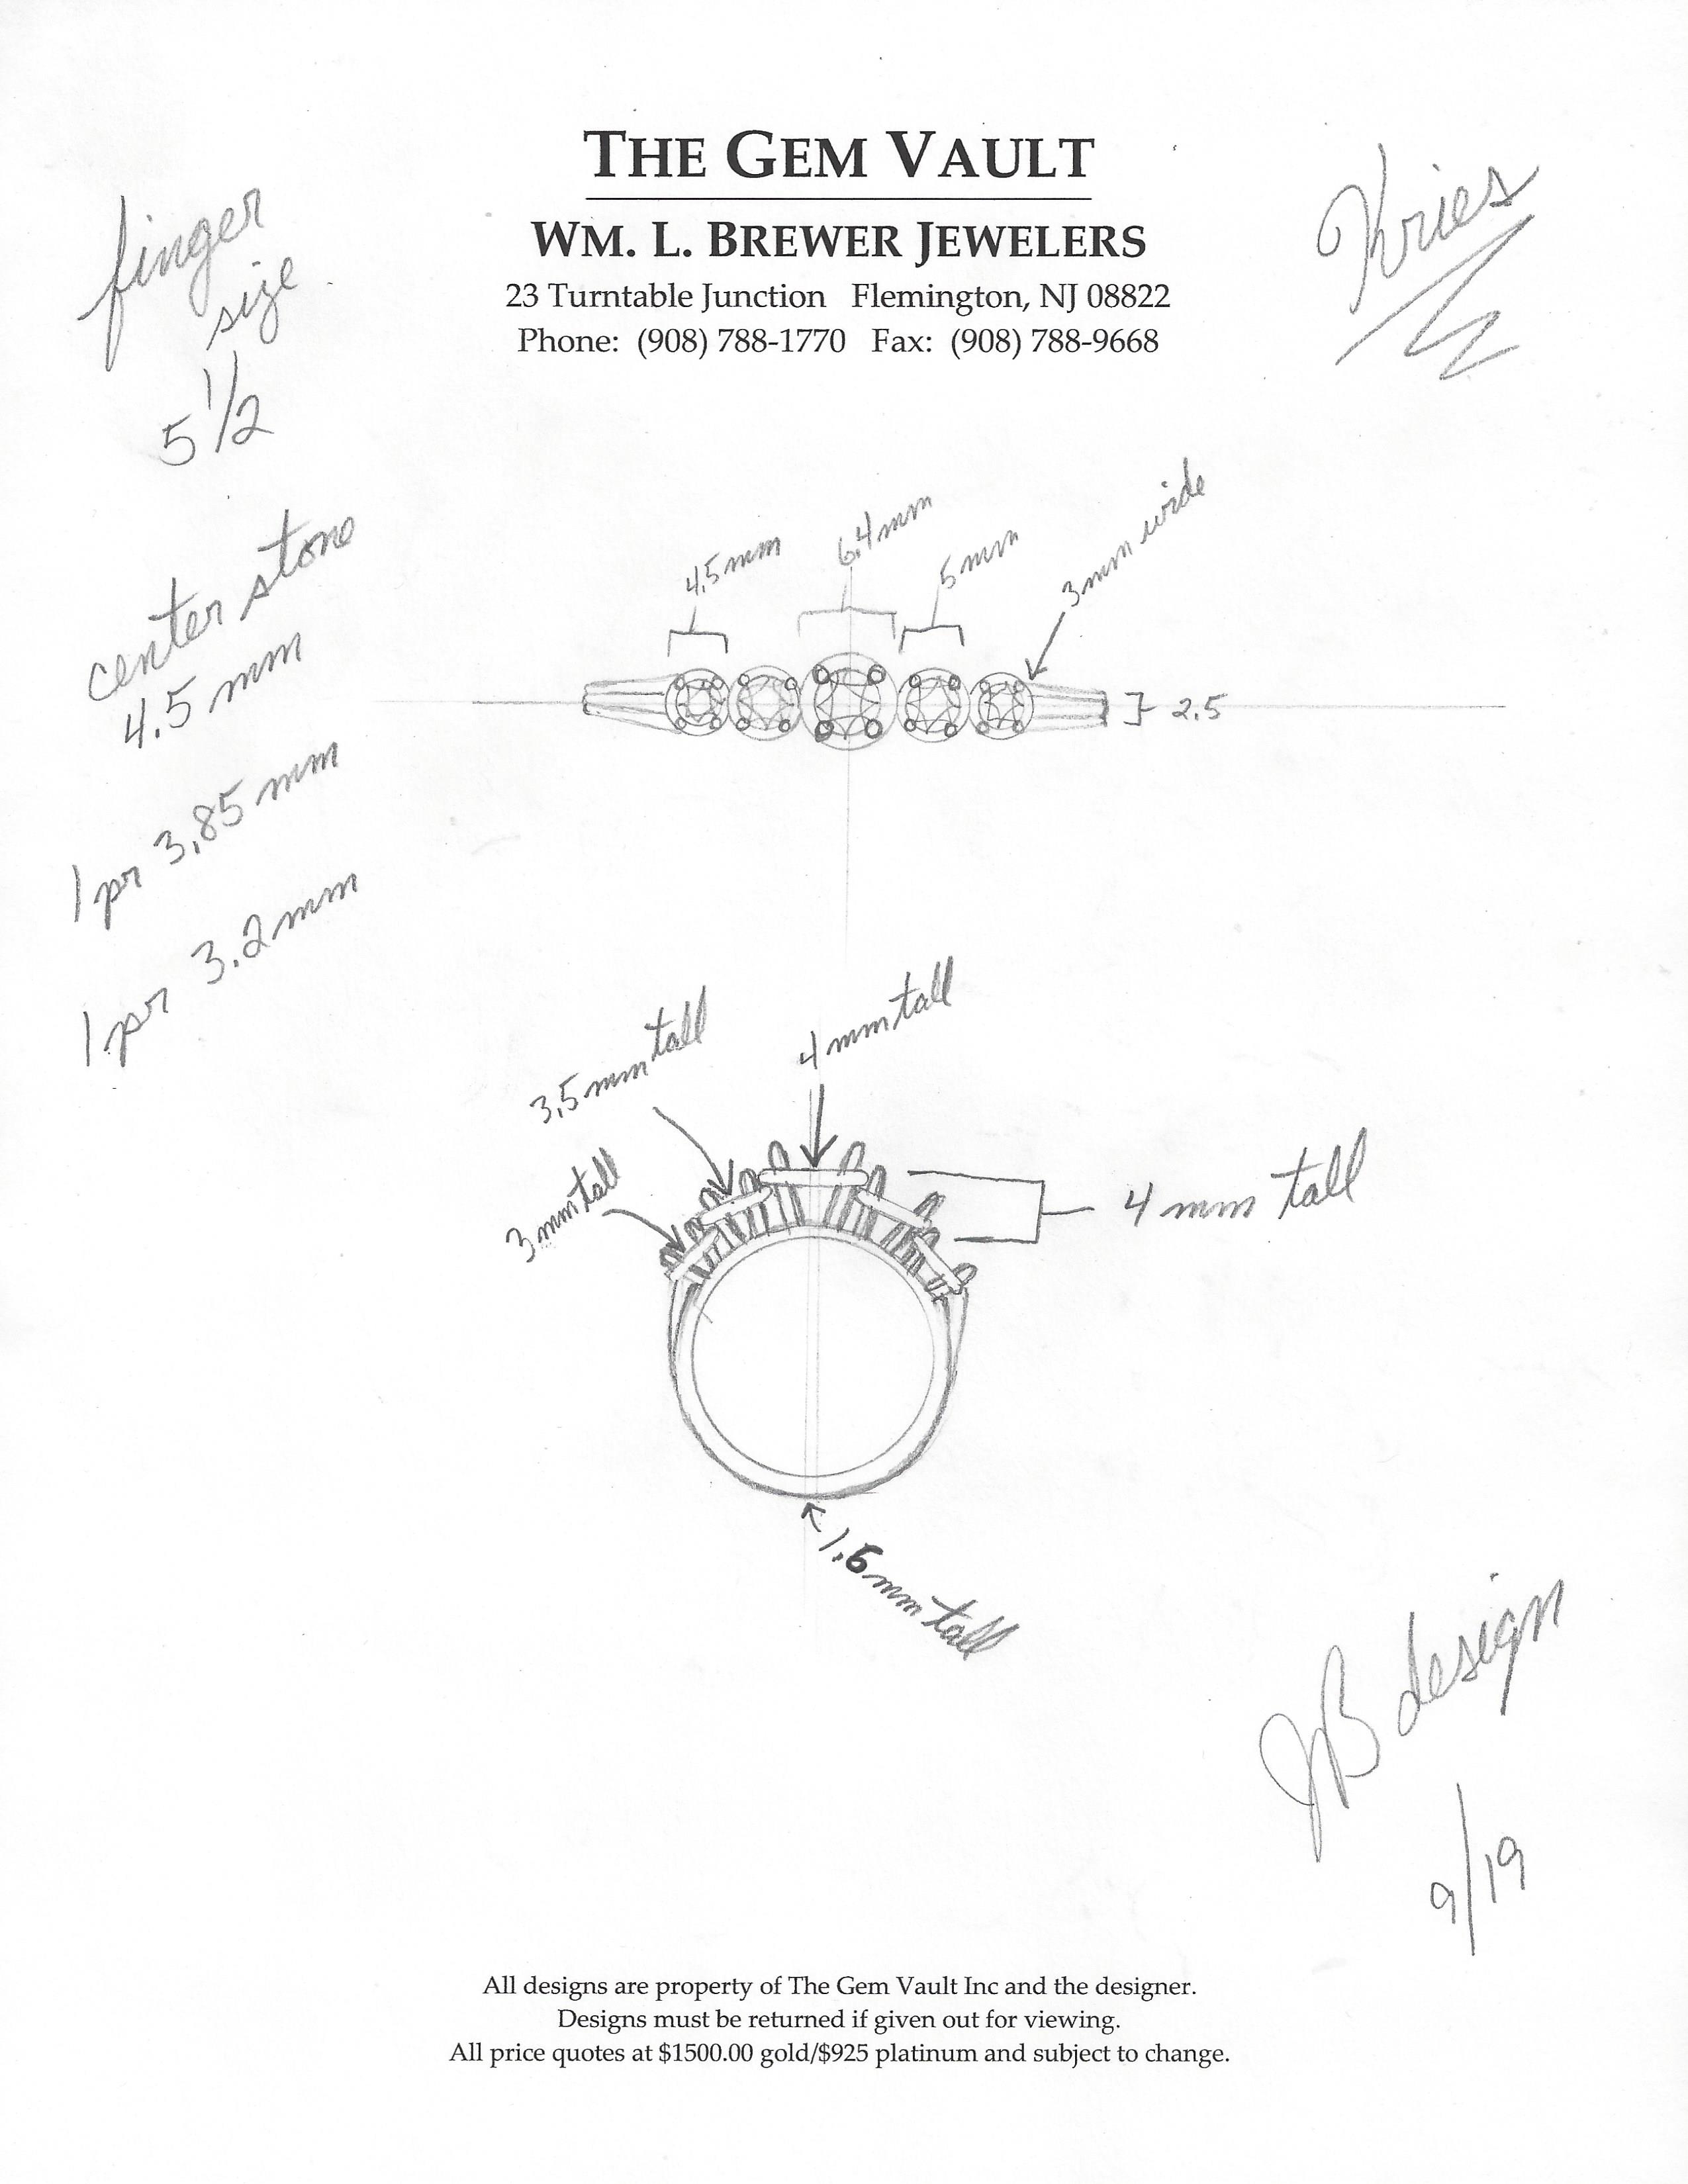 THE GEM VAULT
WM. L. BREWER JEWELERS
23 Turntable Junction Flemington, NJ 08822
Phone: (908) 788-1770 Fax: (908) 788-9668
Kries
finger
size
5 1/2
center stone
4.5 mm
1 pr 3.85 mm
1 pr 3.2 mm
4.5 mm
6.4 mm
5 mm
3 mm wide
2.5
3.5 mm tall
4 mm tall
3 mm tall
4 mm tall
1.6 mm tall
JB design
9/19
All designs are property of The Gem Vault Inc and the designer.
Designs must be returned if given out for viewing.
All price quotes at $1500.00 gold/$925 platinum and subject to change.